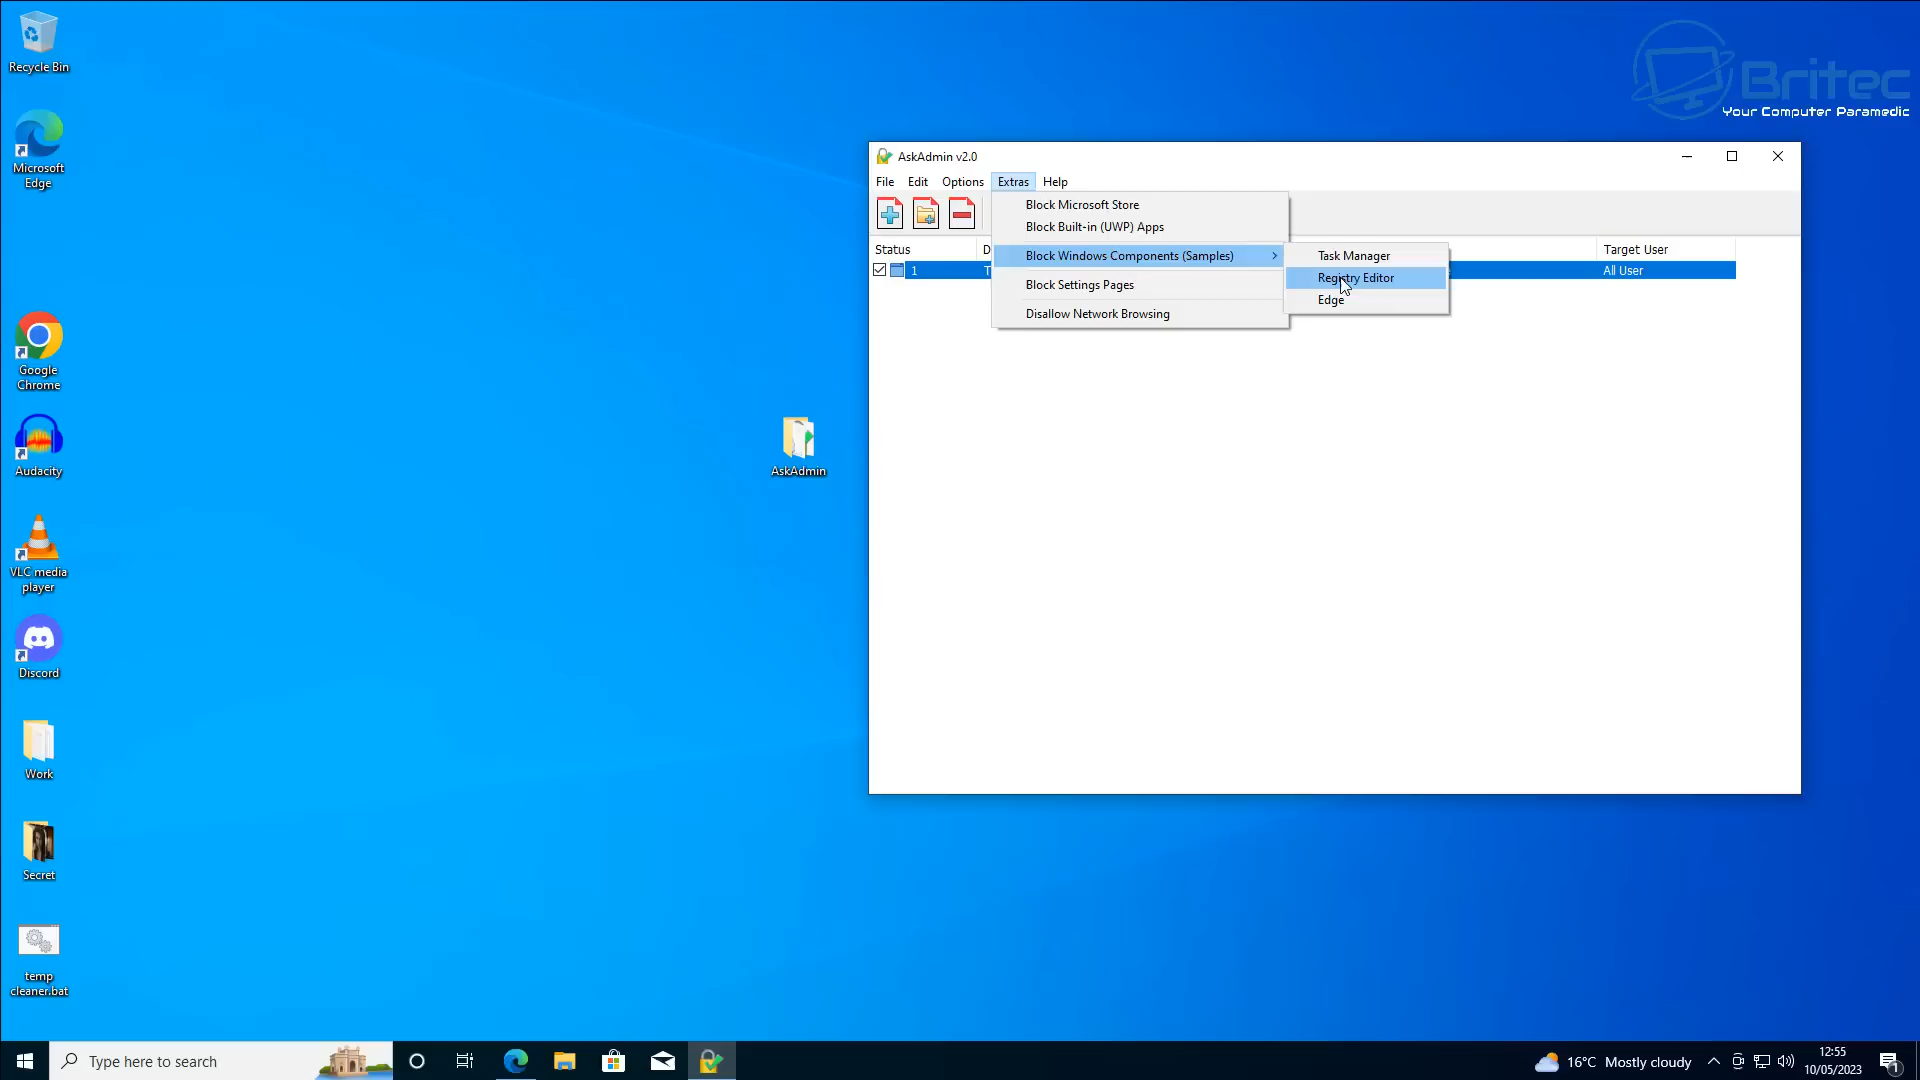 Recycle Bin
Microsoft
Edge
Google
Chrome
Audacity
VLC media
player
Discord
Work
Secret
temp
cleaner.bat
AskAdmin
Britec
Your Computer Paramedic
AskAdmin v2.0
File Edit Options Extras Help
Block Microsoft Store
Block Built-in (UWP) Apps
Block Windows Components (Samples)
Block Settings Pages
Disallow Network Browsing
Task Manager
Registry Editor
Edge
Status D Target User
1 T All User
Type here to search
16°C Mostly cloudy
12:55
10/05/2023
1